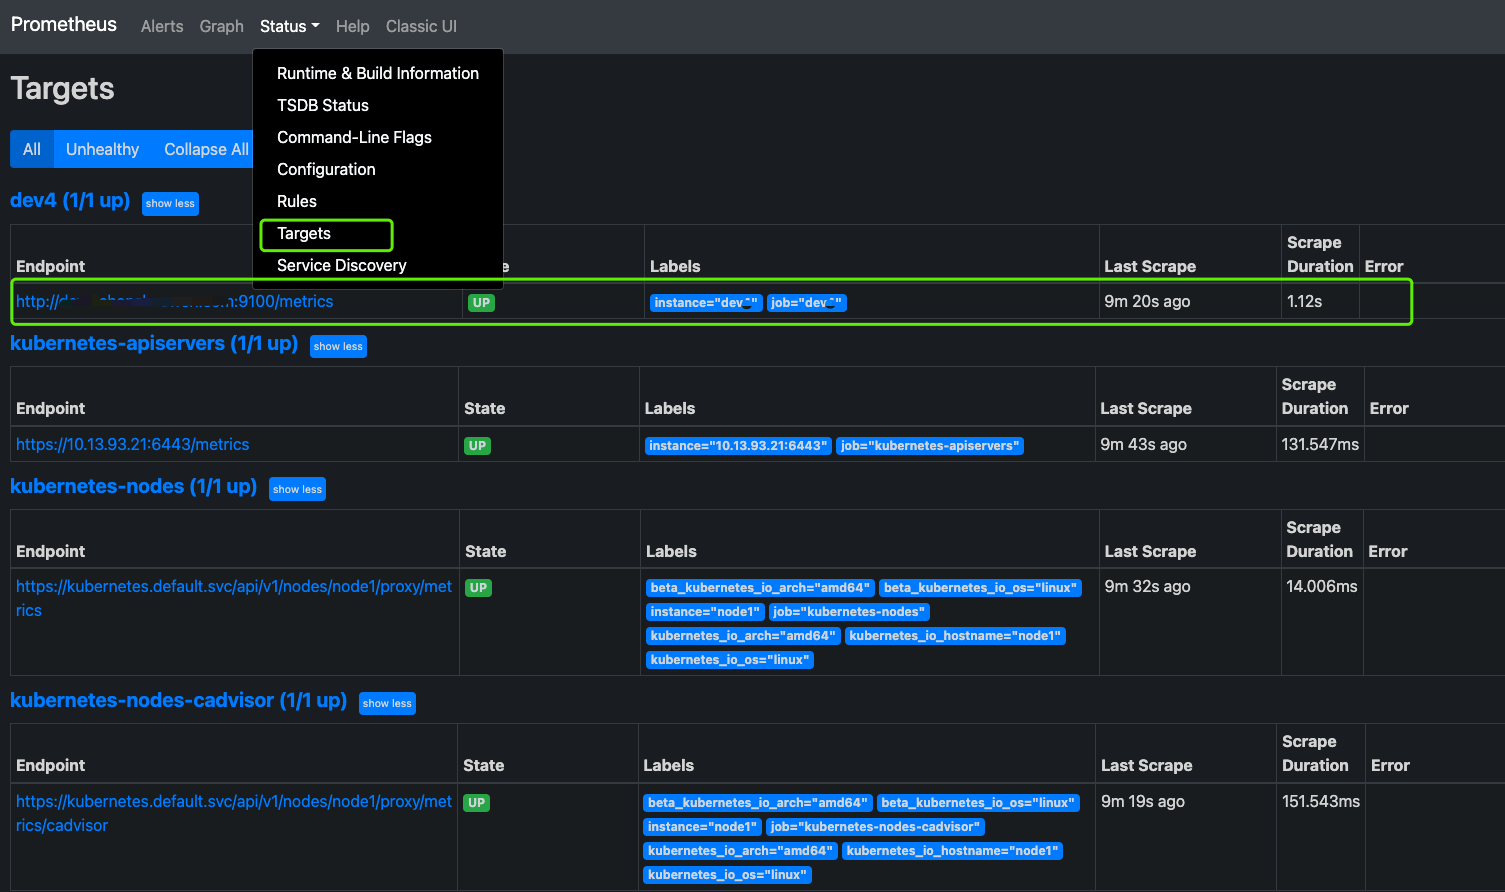 Prometheus Alerts Graph Status Help Classic UI
Runtime & Build Information
TSDB Status
Command-Line Flags
Configuration
Rules
Targets
Service Discovery
Targets
All Unhealthy Collapse All
dev4 (1/1 up) show less
Endpoint Labels Last Scrape Scrape Duration Error
:9100/metrics UP instance="dev job="dev 9m 20s ago 1.12s
kubernetes-apiservers (1/1 up) show less
Endpoint State Labels Last Scrape Scrape Duration Error
https://10.13.93.21:6443/metrics UP instance="10.13.93.21:6443" job="kubernetes-apiservers" 9m 43s ago 131.547ms
kubernetes-nodes (1/1 up) show less
Endpoint State Labels Last Scrape Scrape Duration Error
https://kubernetes.default.svc/api/v1/nodes/node1/proxy/met
rics
UP
beta_kubernetes_io_arch="amd64" beta_kubernetes_io_os="linux"
instance="node1" job="kubernetes-nodes"
kubernetes_io_arch="amd64" kubernetes_io_hostname="node1"
kubernetes_io_os="linux"
9m 32s ago 14.006ms
kubernetes-nodes-cadvisor (1/1 up) show less
Endpoint State Labels Last Scrape Scrape Duration Error
https://kubernetes.default.svc/api/v1/nodes/node1/proxy/met
rics/cadvisor
UP
beta_kubernetes_io_arch="amd64" beta_kubernetes_io_os="linux"
instance="node1" job="kubernetes-nodes-cadvisor"
kubernetes_io_arch="amd64" kubernetes_io_hostname="node1"
kubernetes_io_os="linux"
9m 19s ago 151.543ms